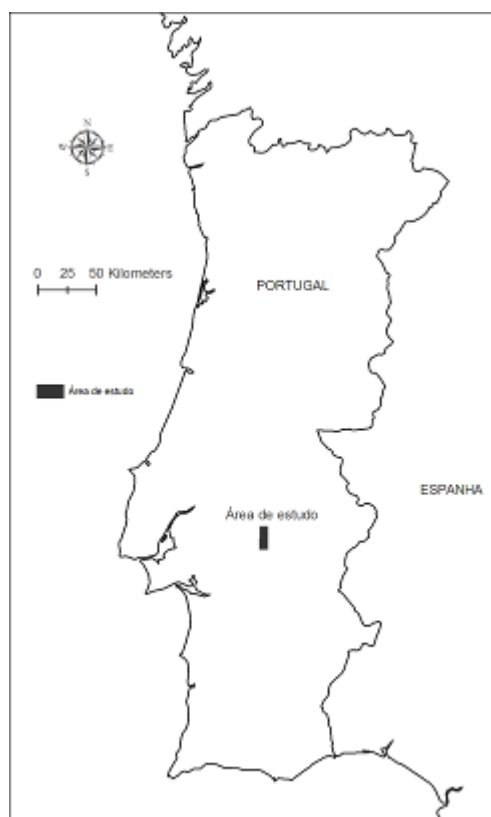 N
W E
S
0 25 50 Kilometers
PORTUGAL
Área de estudo
ESPANHA
Área de estudo